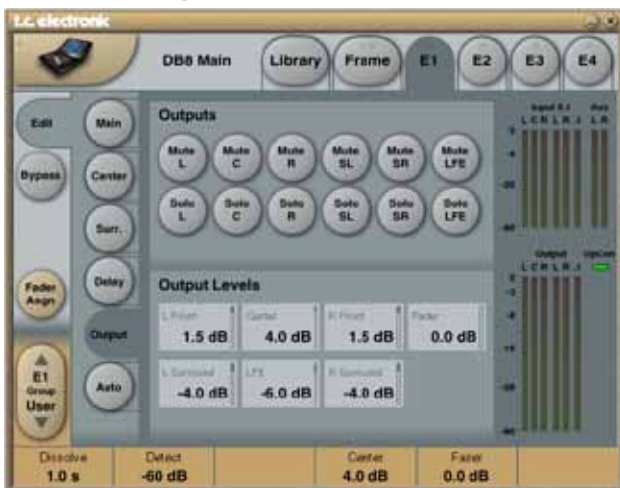 t.c. electronic
DB8 Main
Library
Frame
E1
E2
E3
E4
Edit
Bypass
Fader Asgn
E1
Group
User
Main
Center
Surr.
Delay
Output
Auto
Outputs
Mute L
Mute C
Mute R
Mute SL
Mute SR
Mute LFE
Solo L
Solo C
Solo R
Solo SL
Solo SR
Solo LFE
Output Levels
L Front
1.5 dB
Center
4.0 dB
R Front
1.5 dB
Fader
0.0 dB
L Surround
-4.0 dB
LFE
-6.0 dB
R Surround
-4.0 dB
Aux
L R
Output
UpCon
Dissolve
1.0 s
Detect
-60 dB
Center
4.0 dB
Fader
0.0 dB